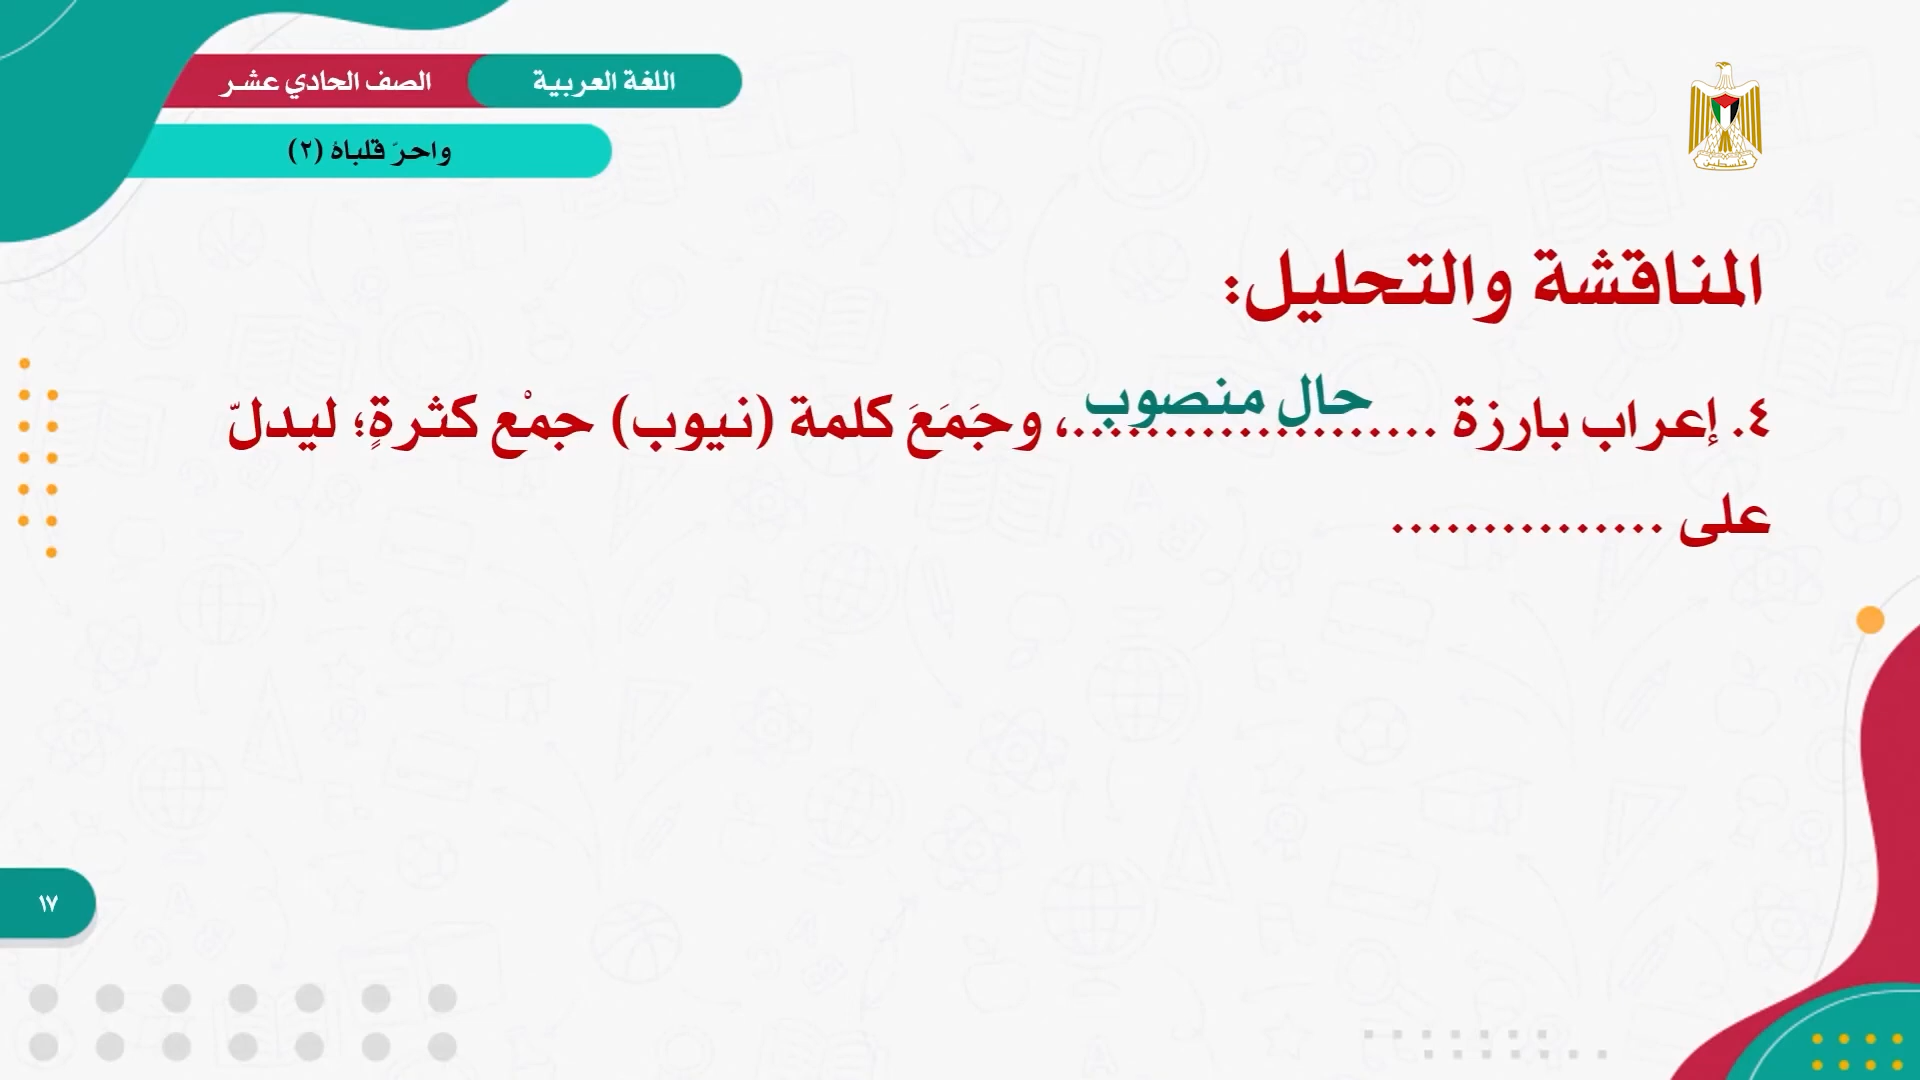 اللغة العربية
الصف الحادي عشر
واحرّ قلباهُ (٢)
فلسطين
المناقشة والتحليل:
٤. إعراب بارزة ....................، وجَمَعَ كلمة (نيوب) جمْع كثرةٍ؛ ليدلّ
حال منصوب
على ...............
١٧